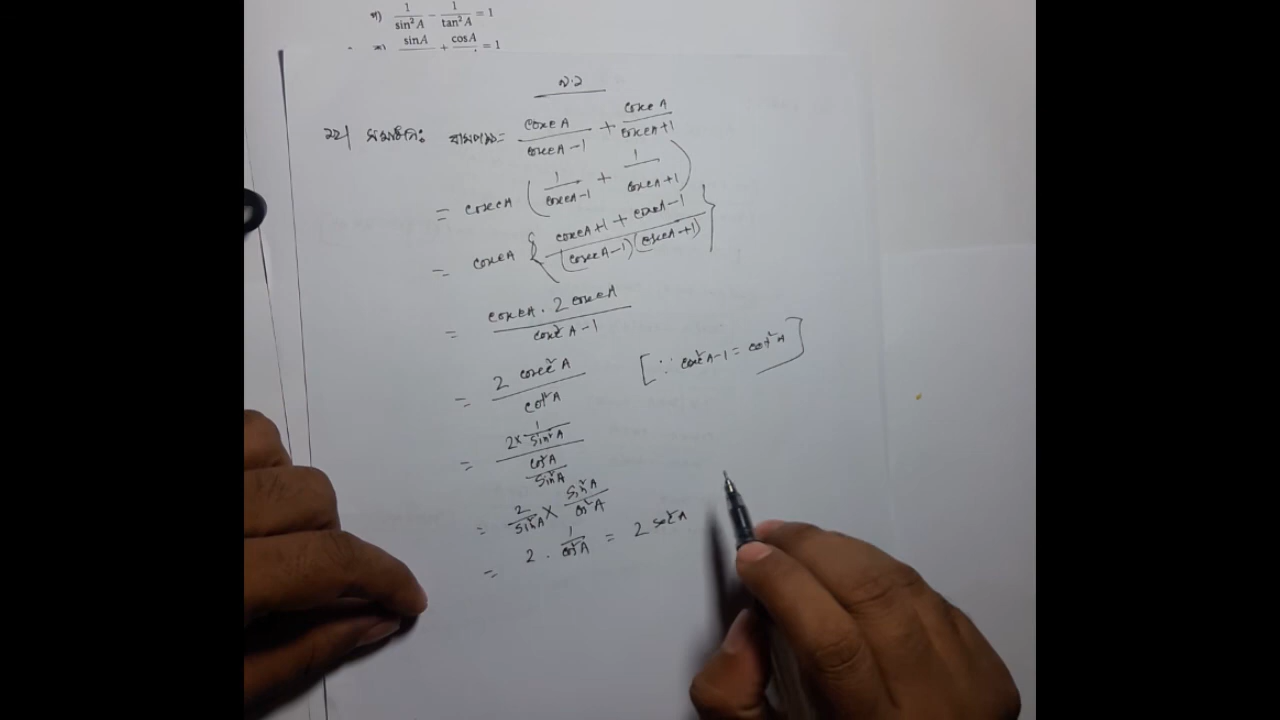 প) 1/sin²A − 1/tan²A = 1
sinA + cosA = 1
৯.১
১১| সমাধান: বামপক্ষ = cosecA/(cosecA−1) + cosecA/(cosecA+1)
= cosecA (1/(cosecA−1) + 1/(cosecA+1))
= cosecA {(cosecA+1 + cosecA−1)/((cosecA−1)(cosecA+1))}
= (cosecA · 2 cosecA)/(cosec²A−1)
= 2 cosec²A/cot²A [∵ cosec²A−1 = cot²A]
= (2× 1/sin²A)/(cos²A/sin²A)
= 2/sin²A × sin²A/cos²A
= 2 · 1/cos²A = 2 sec²A